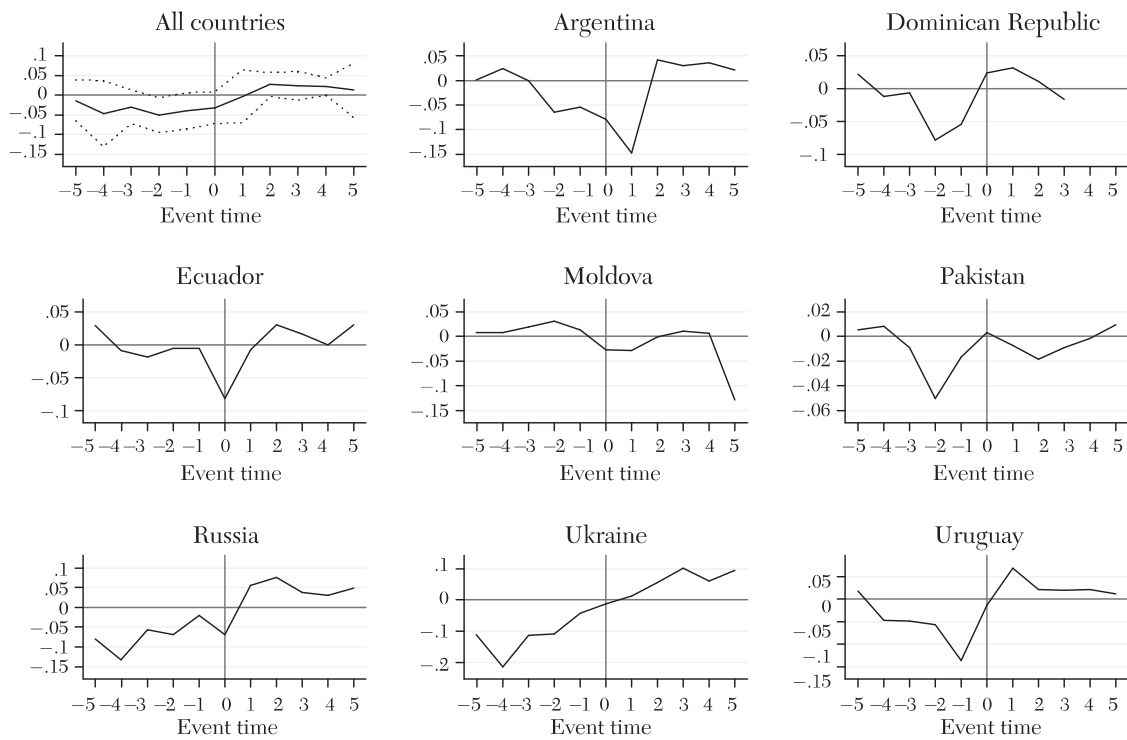 All countries
.1
.05
0
−.05
−.1
−.15
−5 −4 −3 −2 −1 0 1 2 3 4 5
Event time
Argentina
.05
0
−.05
−.1
−.15
−5 −4 −3 −2 −1 0 1 2 3 4 5
Event time
Dominican Republic
.05
0
−.05
−.1
−5 −4 −3 −2 −1 0 1 2 3 4 5
Event time
Ecuador
.05
0
−.05
−.1
−5 −4 −3 −2 −1 0 1 2 3 4 5
Event time
Moldova
.05
0
−.05
−.1
−.15
−5 −4 −3 −2 −1 0 1 2 3 4 5
Event time
Pakistan
.02
0
−.02
−.04
−.06
−5 −4 −3 −2 −1 0 1 2 3 4 5
Event time
Russia
.1
.05
0
−.05
−.1
−.15
−5 −4 −3 −2 −1 0 1 2 3 4 5
Event time
Ukraine
.1
0
−.1
−.2
−5 −4 −3 −2 −1 0 1 2 3 4 5
Event time
Uruguay
.05
0
−.05
−.1
−.15
−5 −4 −3 −2 −1 0 1 2 3 4 5
Event time